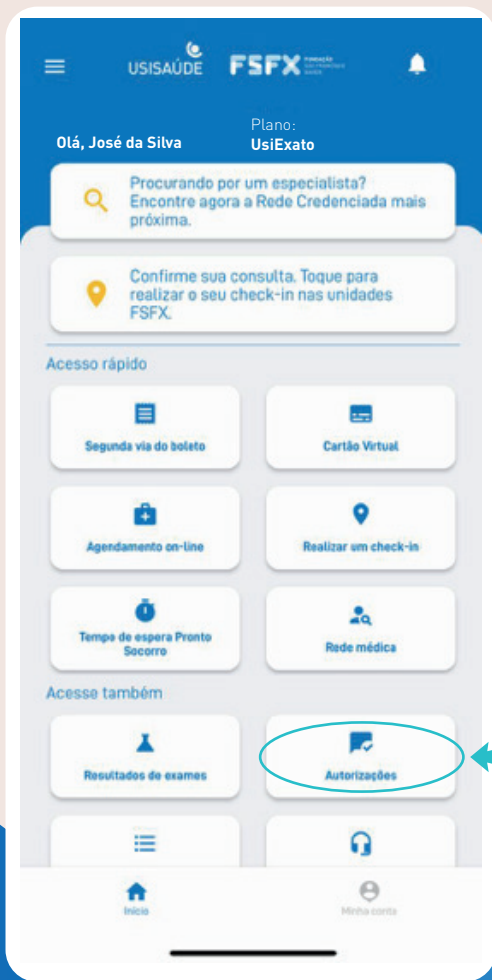 USISAÚDE FSFX
Plano:
Olá, José da Silva UsiExato
Procurando por um especialista?
Encontre agora a Rede Credenciada mais
próxima.
Confirme sua consulta. Toque para
realizar o seu check-in nas unidades
FSFX.
Acesso rápido
Segunda via do boleto Cartão Virtual
Agendamento on-line Realizar um check-in
Tempo de espera Pronto
Socorro
Rede médica
Acesse também
Resultados de exames Autorizações
Início Minha conta